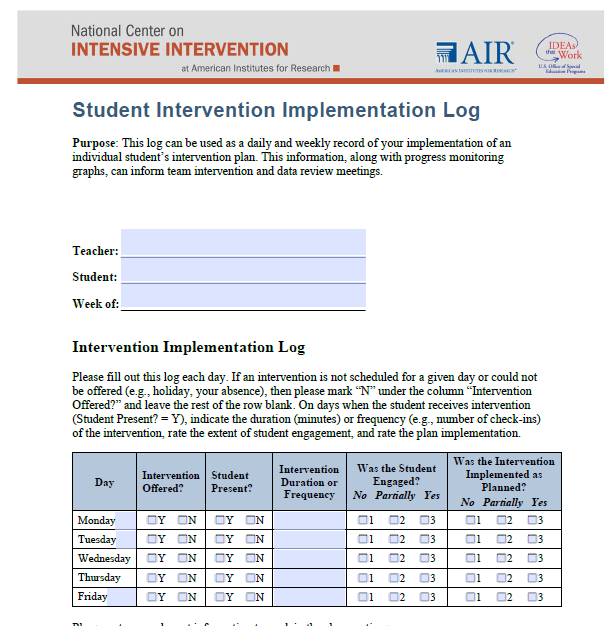 National Center on
INTENSIVE INTERVENTION
at American Institutes for Research
AIR®
AMERICAN INSTITUTES FOR RESEARCH®
IDEAs
that Work
U.S. Office of Special
Education Programs
Student Intervention Implementation Log
Purpose: This log can be used as a daily and weekly record of your implementation of an
individual student's intervention plan. This information, along with progress monitoring
graphs, can inform team intervention and data review meetings.
Teacher:
Student:
Week of:
Intervention Implementation Log
Please fill out this log each day. If an intervention is not scheduled for a given day or could not
be offered (e.g., holiday, your absence), then please mark “N” under the column “Intervention
Offered?” and leave the rest of the row blank. On days when the student receives intervention
(Student Present? = Y), indicate the duration (minutes) or frequency (e.g., number of check-ins)
of the intervention, rate the extent of student engagement, and rate the plan implementation.
Day
Intervention
Offered?
Student
Present?
Intervention
Duration or
Frequency
Was the Student
Engaged?
No Partially Yes
Was the Intervention
Implemented as
Planned?
No Partially Yes
Monday Y N Y N 1 2 3 1 2 3
Tuesday Y N Y N 1 2 3 1 2 3
Wednesday Y N Y N 1 2 3 1 2 3
Thursday Y N Y N 1 2 3 1 2 3
Friday Y N Y N 1 2 3 1 2 3